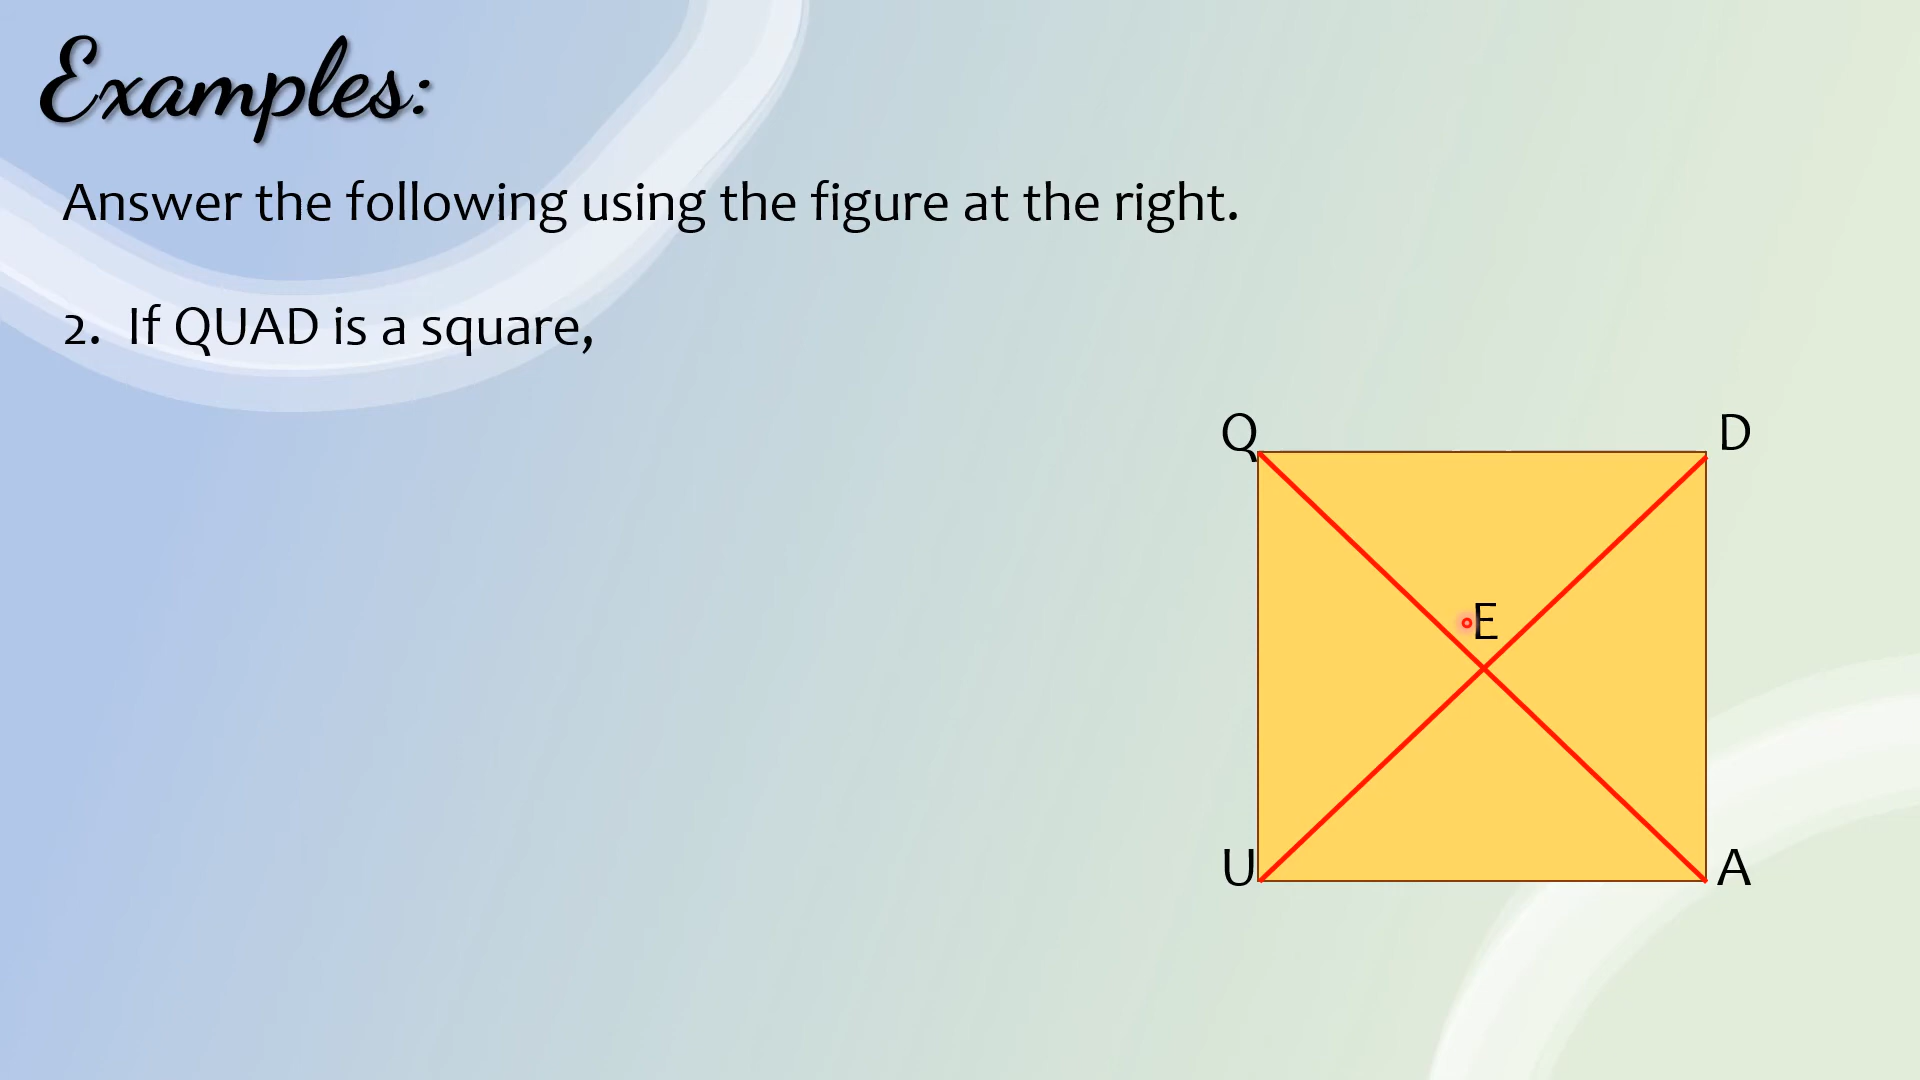 Examples:
Answer the following using the figure at the right.
2. If QUAD is a square,
Q D
E
U A